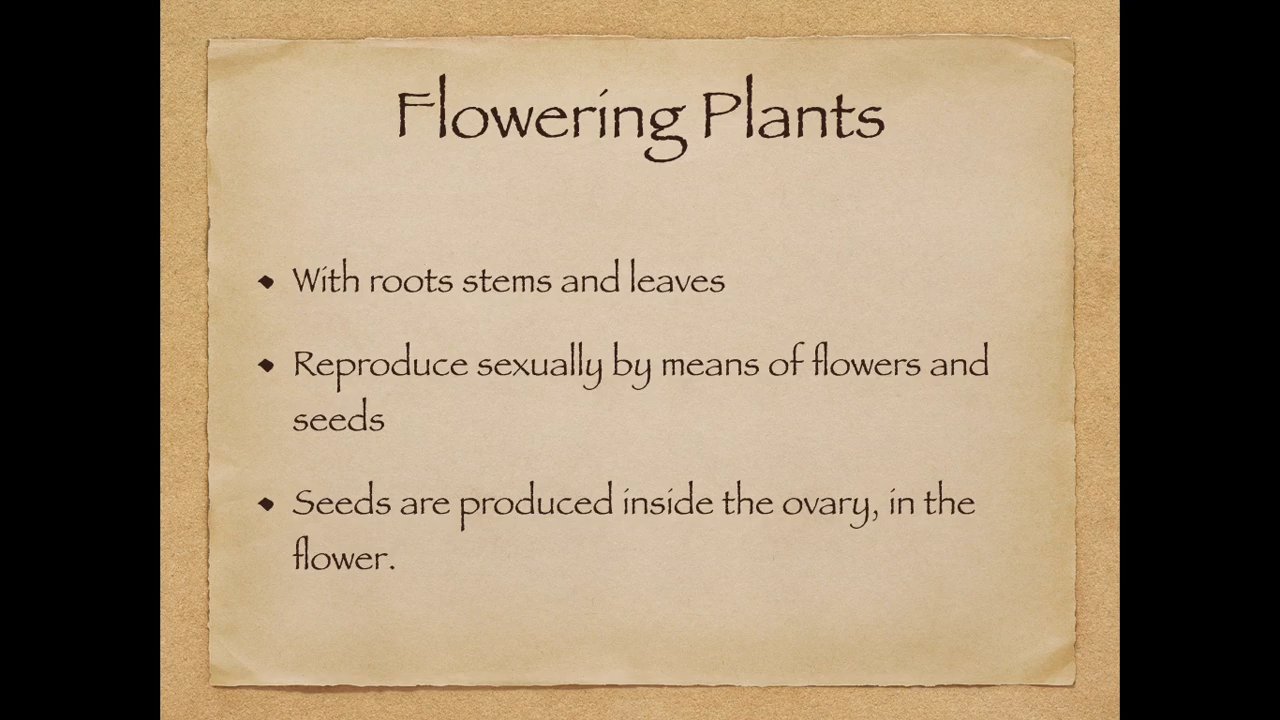 Flowering Plants
• With roots stems and leaves
• Reproduce sexually by means of flowers and
seeds
• Seeds are produced inside the ovary, in the
flower.